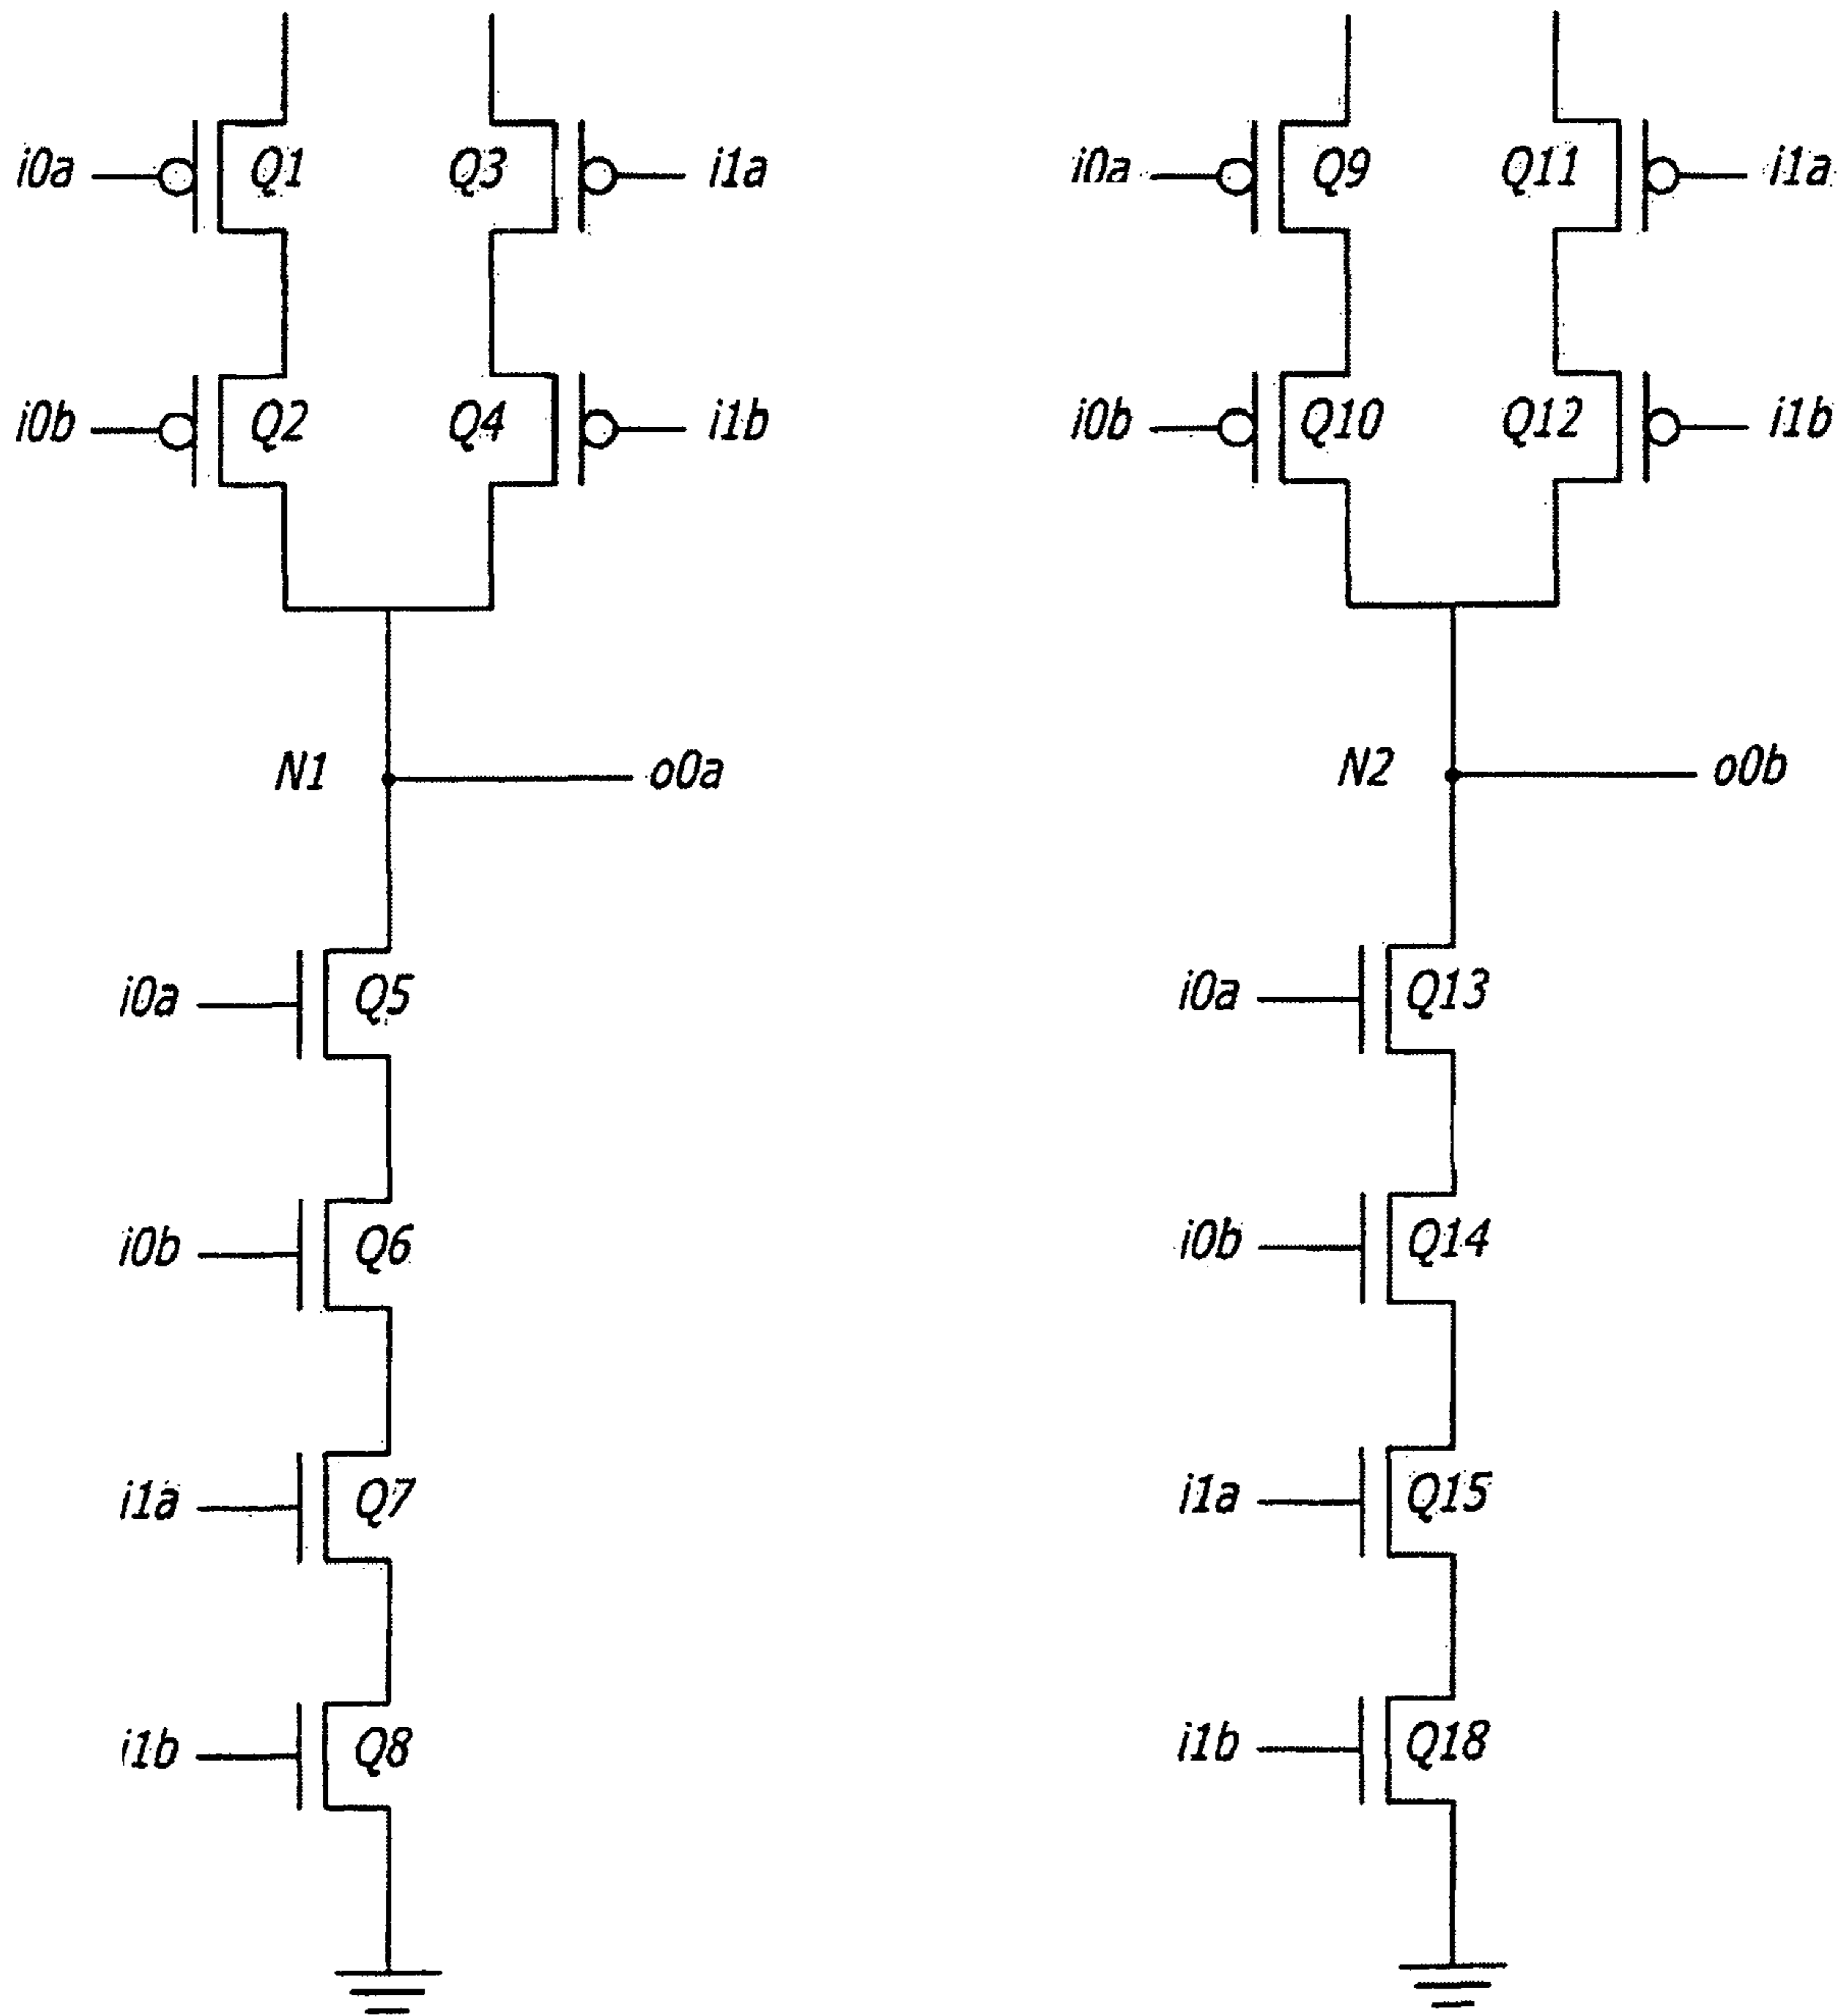 i0a Q1 Q3 i1a
i0b Q2 Q4 i1b
N1 o0a
i0a Q5
i0b Q6
i1a Q7
i1b Q8
i0a Q9 Q11 i1a
i0b Q10 Q12 i1b
N2 o0b
i0a Q13
i0b Q14
i1a Q15
i1b Q18